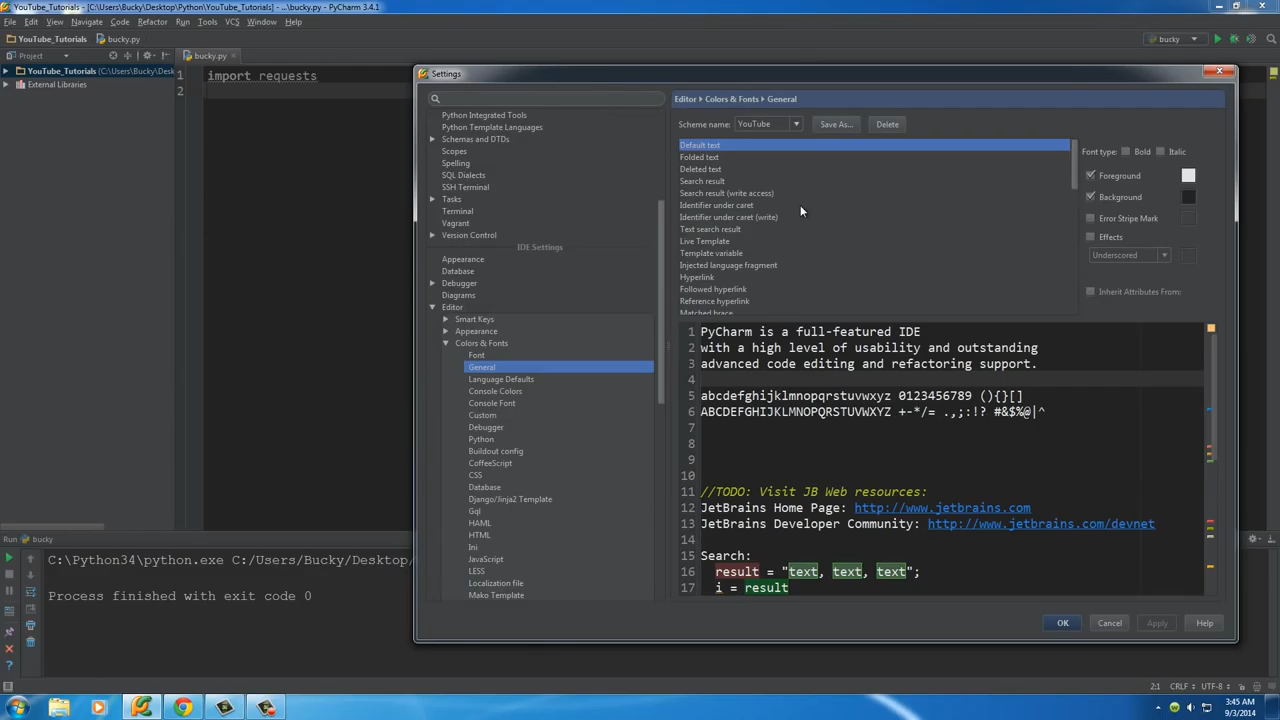 YouTube_Tutorials - [C:\Users\Bucky\Desktop\Python\YouTube_Tutorials] - ...\bucky.py - PyCharm 3.4.1
File Edit View Navigate Code Refactor Run Tools VCS Window Help
YouTube_Tutorials bucky.py
bucky
Project
bucky.py
YouTube_Tutorials (C:\Users\Bucky\Desk
External Libraries
1 import requests
2
Settings
Python Integrated Tools
Python Template Languages
Schemas and DTDs
Scopes
Spelling
SQL Dialects
SSH Terminal
Tasks
Terminal
Vagrant
Version Control
IDE Settings
Appearance
Database
Debugger
Diagrams
Editor
Smart Keys
Appearance
Colors & Fonts
Font
General
Language Defaults
Console Colors
Console Font
Custom
Debugger
Python
Buildout config
CoffeeScript
CSS
Database
Django/Jinja2 Template
Gql
HAML
HTML
Ini
JavaScript
LESS
Localization file
Mako Template
Editor Colors & Fonts General
Scheme name: YouTube Save As... Delete
Default text
Folded text
Deleted text
Search result
Search result (write access)
Identifier under caret
Identifier under caret (write)
Text search result
Live Template
Template variable
Injected language fragment
Hyperlink
Followed hyperlink
Reference hyperlink
Matched brace
Font type: Bold Italic
Foreground
Background
Error Stripe Mark
Effects
Underscored
Inherit Attributes From:
1 PyCharm is a full-featured IDE
2 with a high level of usability and outstanding
3 advanced code editing and refactoring support.
4
5 abcdefghijklmnopqrstuvwxyz 0123456789 (){}[]
6 ABCDEFGHIJKLMNOPQRSTUVWXYZ +-*/= .,;:!? #&$%@|^
7
8
9
10
11 //TODO: Visit JB Web resources:
12 JetBrains Home Page: http://www.jetbrains.com
13 JetBrains Developer Community: http://www.jetbrains.com/devnet
14
15 Search:
16 result = "text, text, text";
17 i = result
OK Cancel Apply Help
Run bucky
C:\Python34\python.exe C:/Users/Bucky/Desktop/
Process finished with exit code 0
2:1 CRLF UTF-8
3:45 AM
9/3/2014